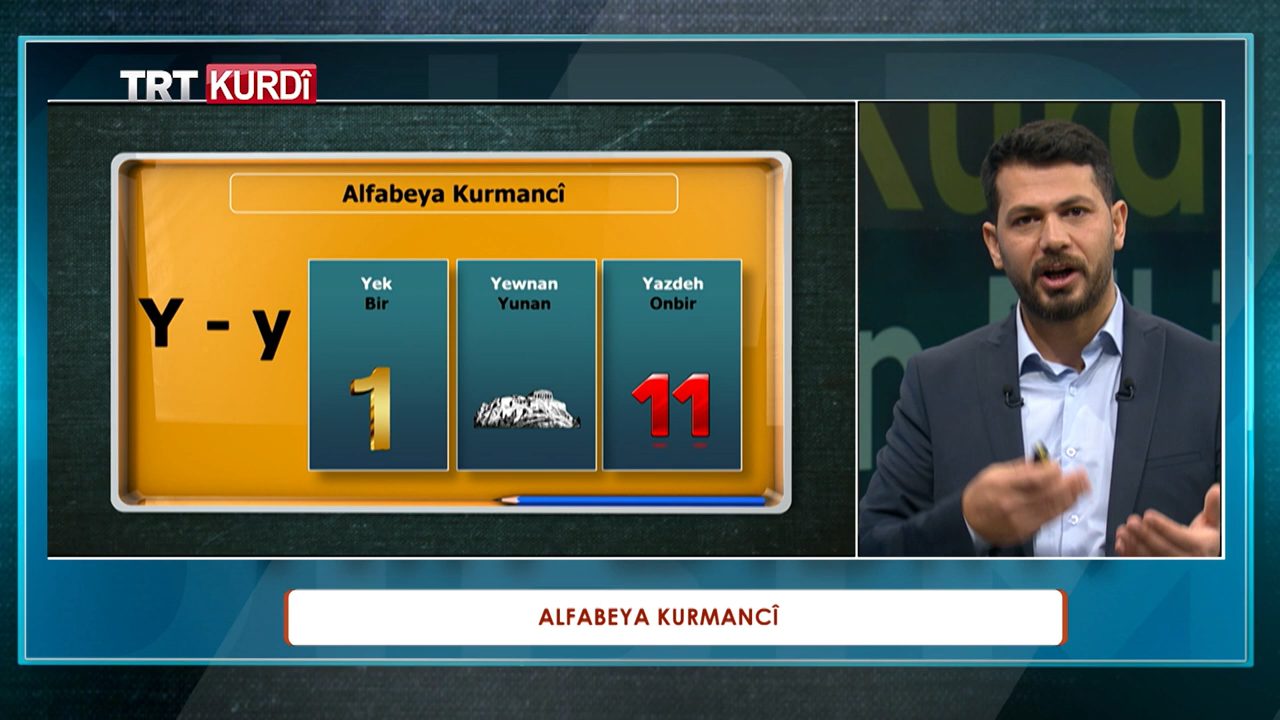 TRT KURDÎ
Alfabeya Kurmancî
Y - y
Yek
Bir
1
Yewnan
Yunan
Yazdeh
Onbir
11
ALFABEYA KURMANCÎ